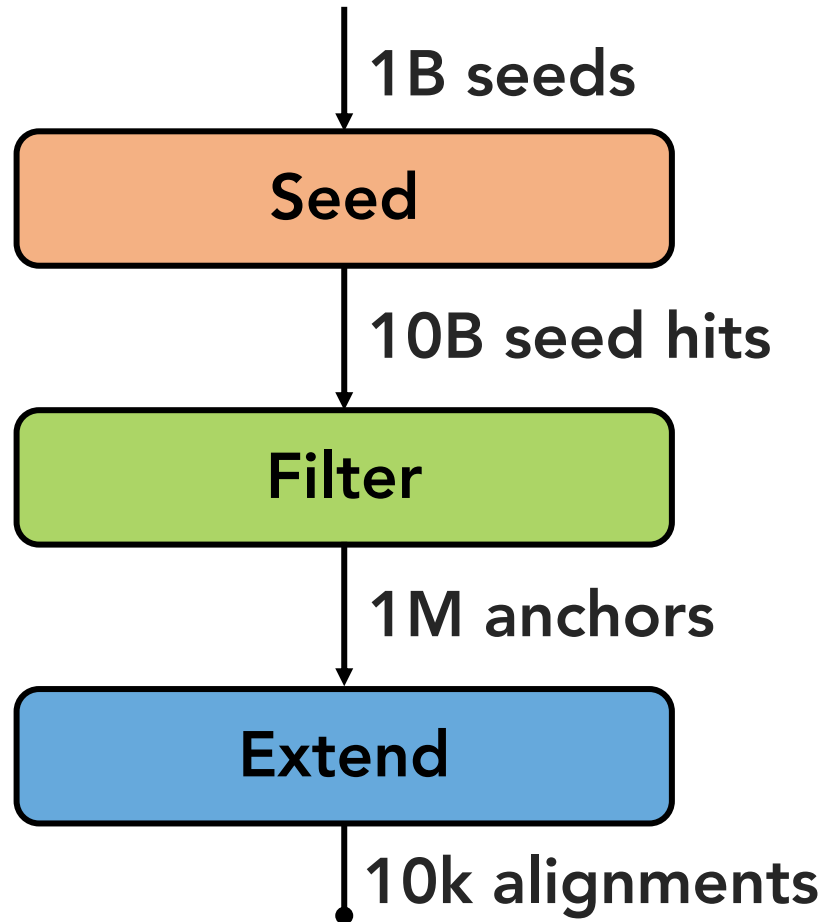 1B seeds
Seed
10B seed hits
Filter
1M anchors
Extend
10k alignments